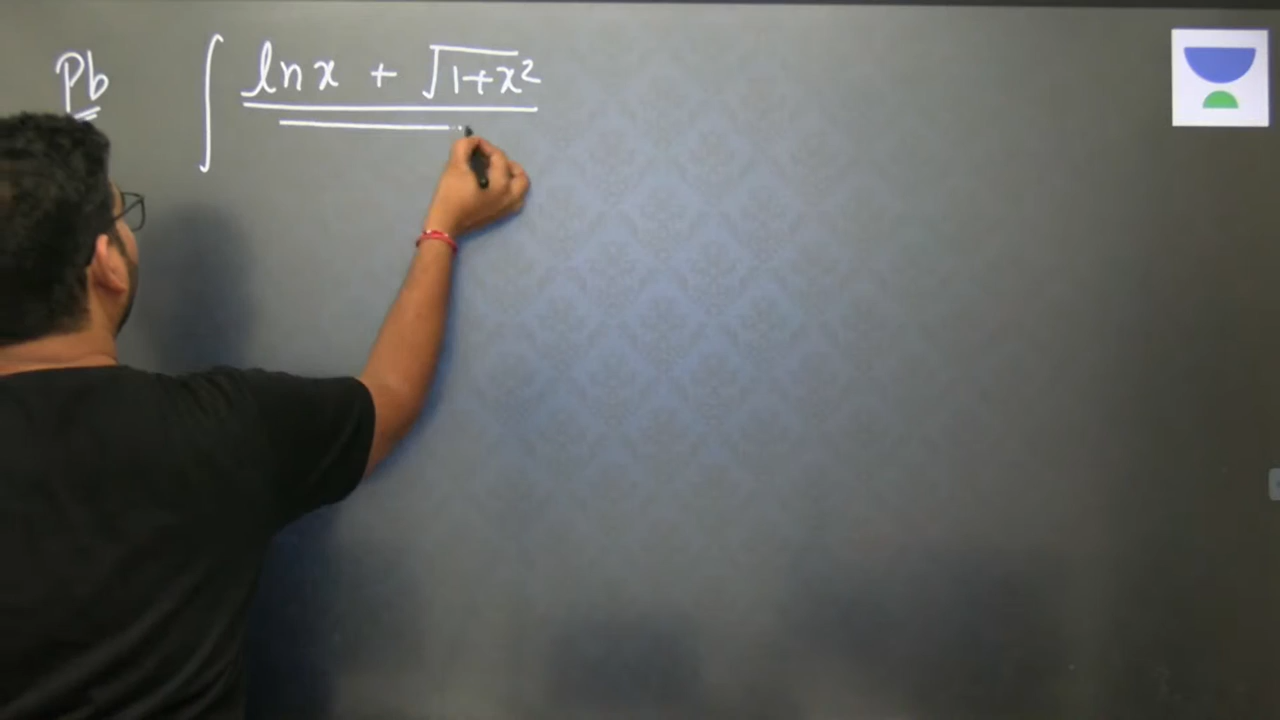 Pb ∫ ln x + √1+x²